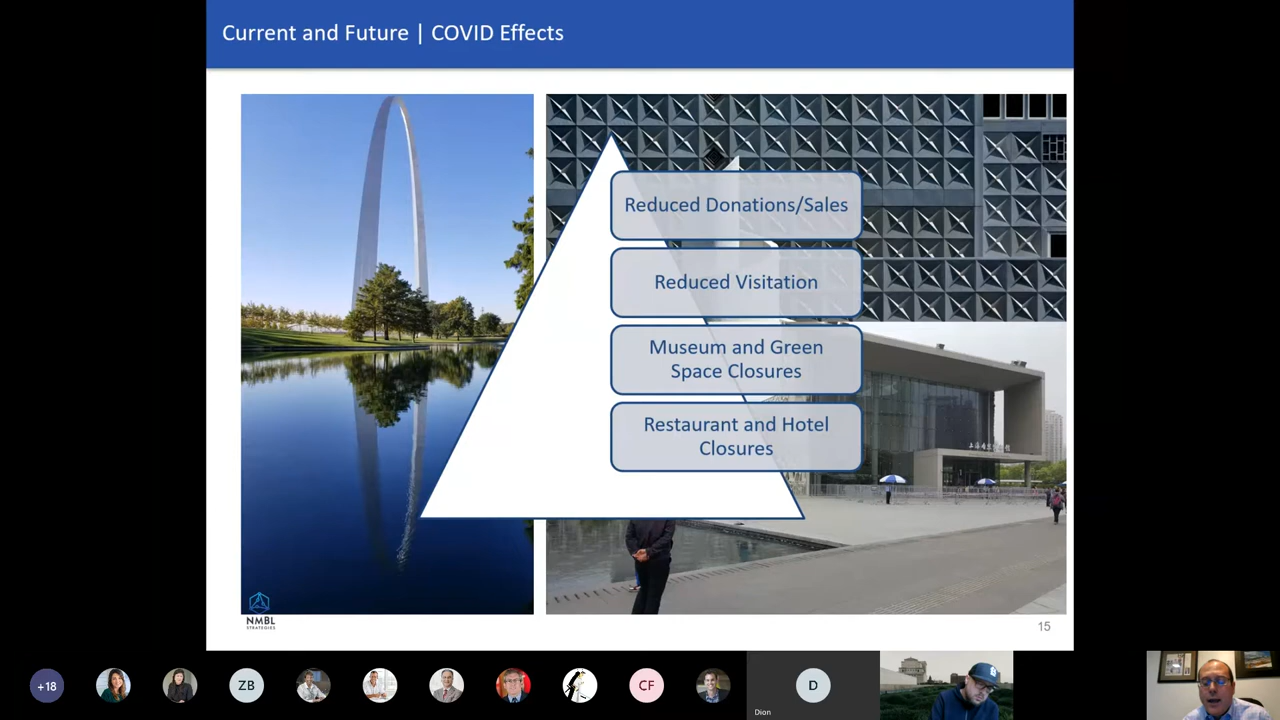 Current and Future | COVID Effects
Reduced Donations/Sales
Reduced Visitation
Museum and Green
Space Closures
Restaurant and Hotel
Closures
NMBL
STRATEGIES
15
+18
ZB
CF
D
Dion